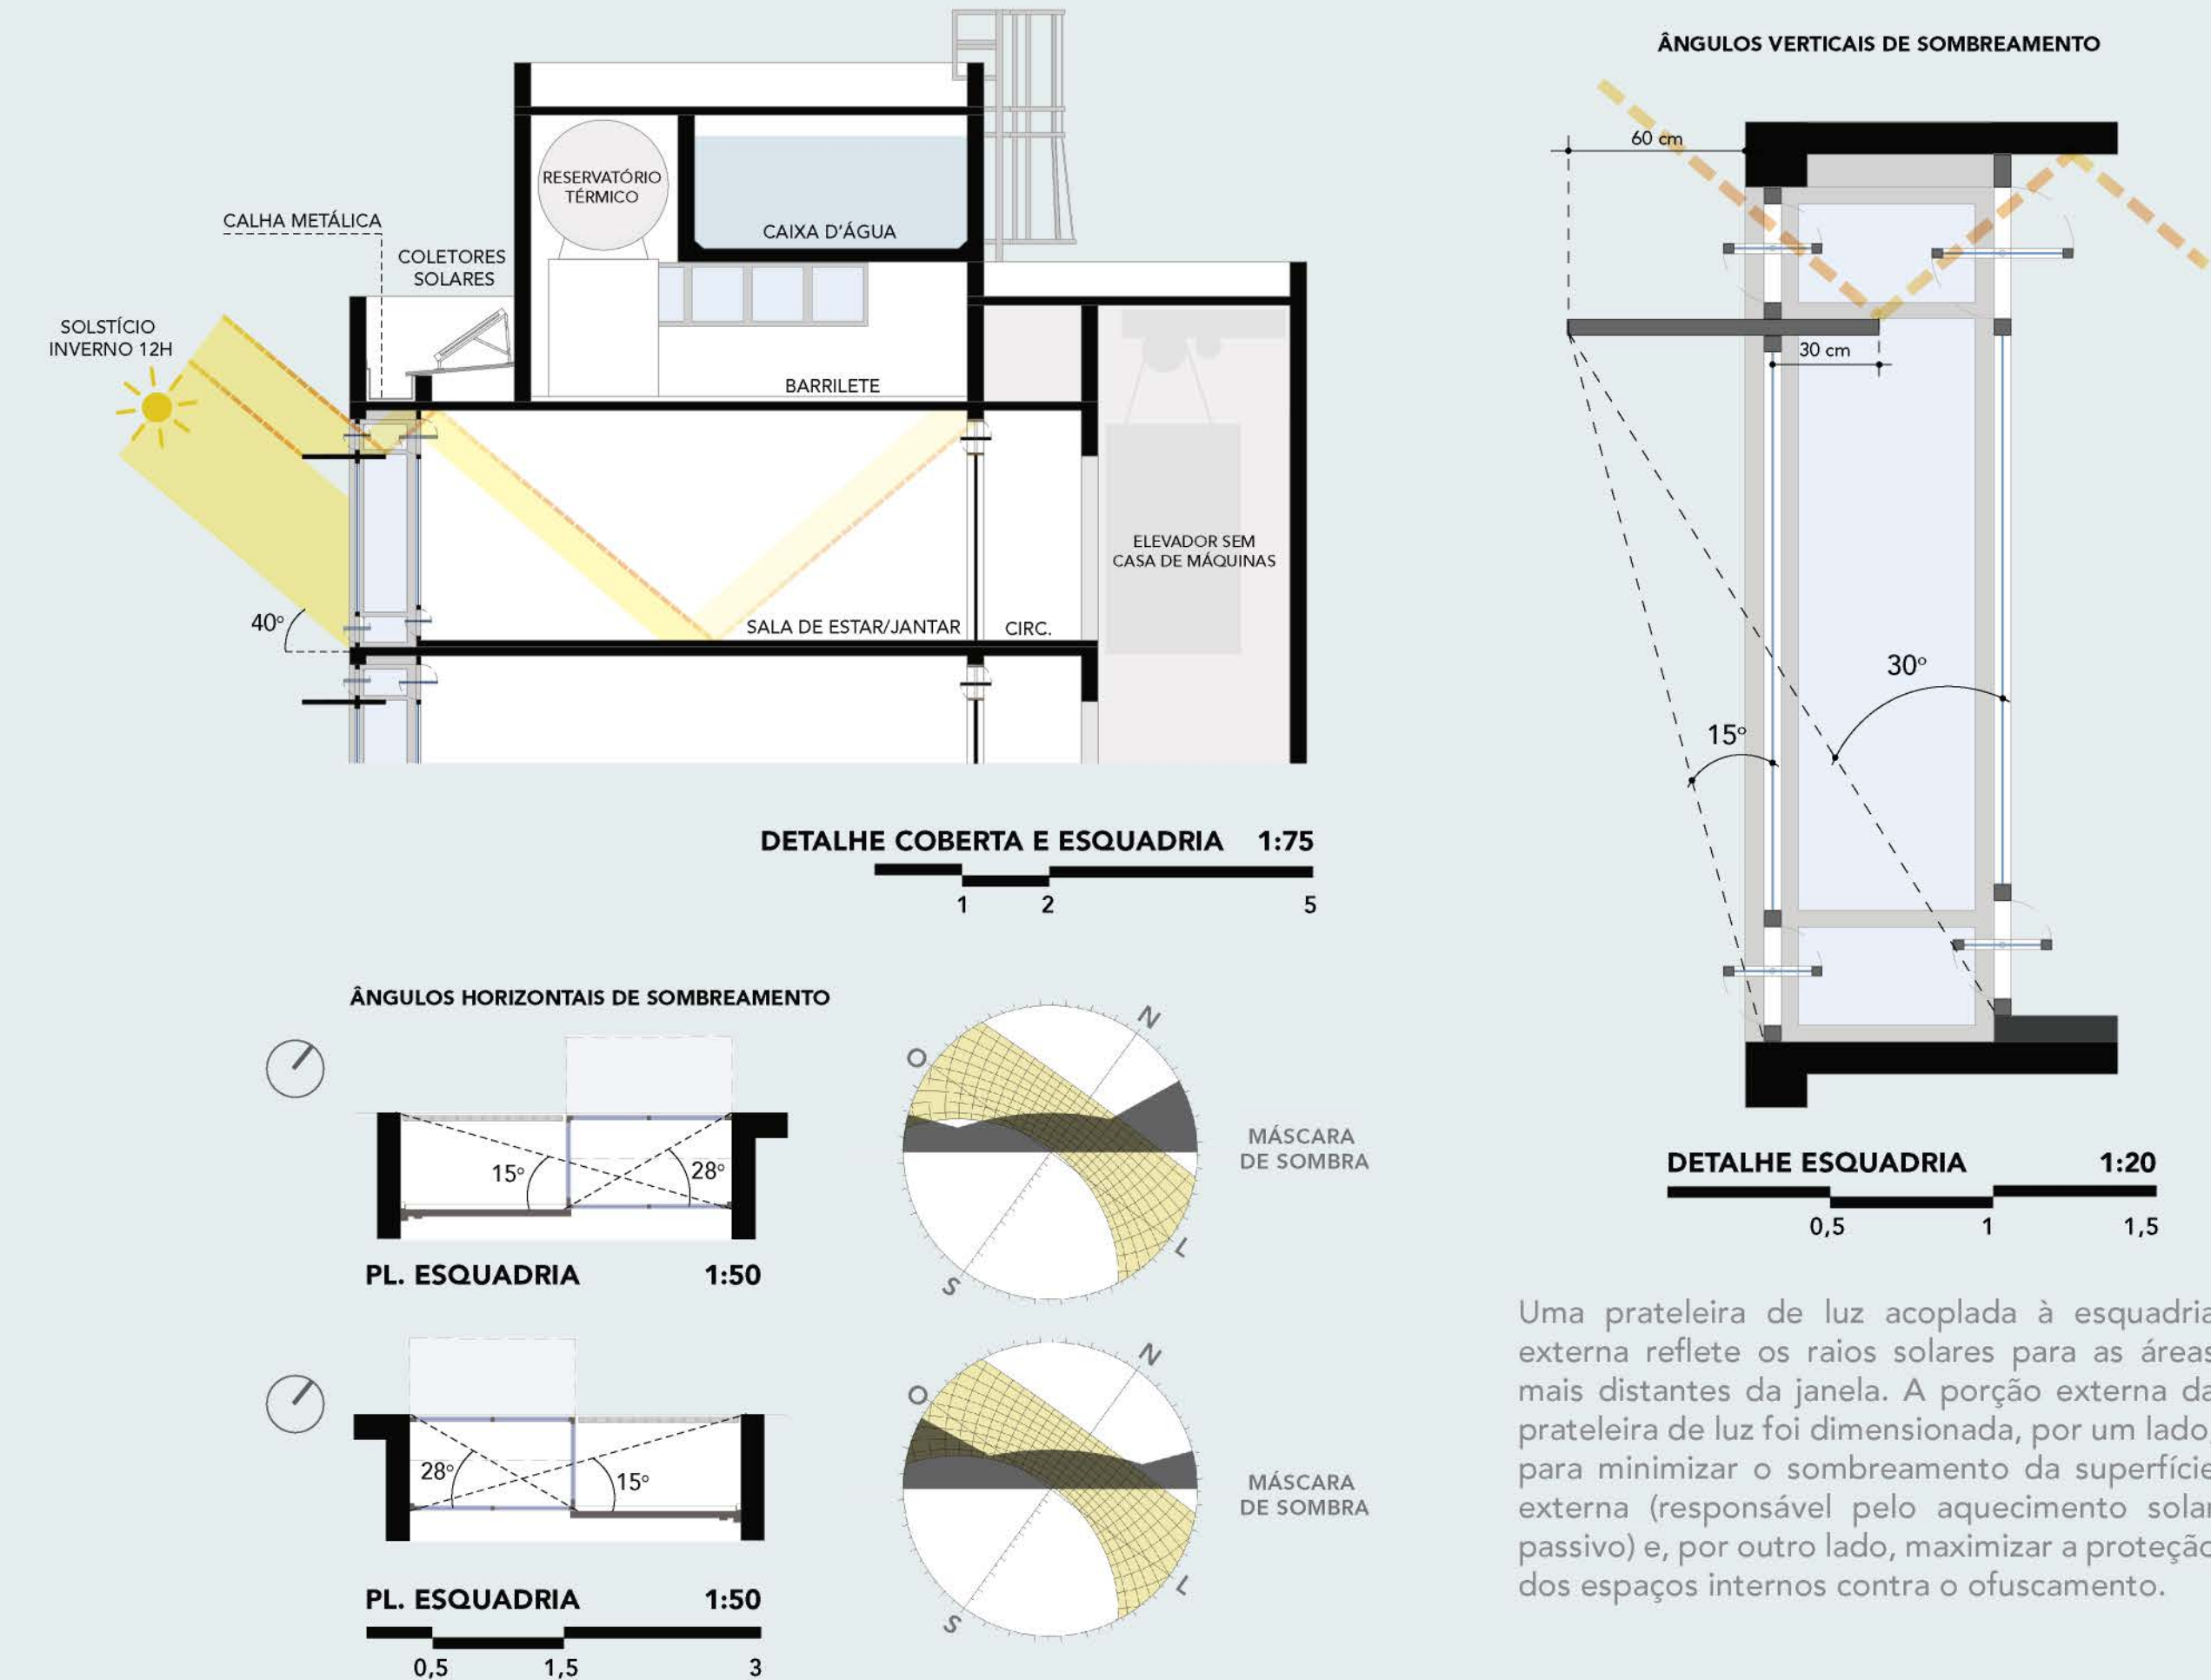 CALHA METÁLICA
COLETORES
SOLARES
SOLSTÍCIO
INVERNO 12H
RESERVATÓRIO
TÉRMICO
CAIXA D'ÁGUA
BARRILETE
ELEVADOR SEM
CASA DE MÁQUINAS
SALA DE ESTAR/JANTAR
CIRC.
40°
DETALHE COBERTA E ESQUADRIA 1:75
1 2 5
ÂNGULOS HORIZONTAIS DE SOMBREAMENTO
15°
28°
PL. ESQUADRIA 1:50
N
O
L
S
MÁSCARA
DE SOMBRA
28°
15°
PL. ESQUADRIA 1:50
0,5 1,5 3
N
O
L
S
MÁSCARA
DE SOMBRA
ÂNGULOS VERTICAIS DE SOMBREAMENTO
60 cm
30 cm
30°
15°
DETALHE ESQUADRIA 1:20
0,5 1 1,5
Uma prateleira de luz acoplada à esquadria
externa reflete os raios solares para as áreas
mais distantes da janela. A porção externa da
prateleira de luz foi dimensionada, por um lado,
para minimizar o sombreamento da superfície
externa (responsável pelo aquecimento solar
passivo) e, por outro lado, maximizar a proteção
dos espaços internos contra o ofuscamento.